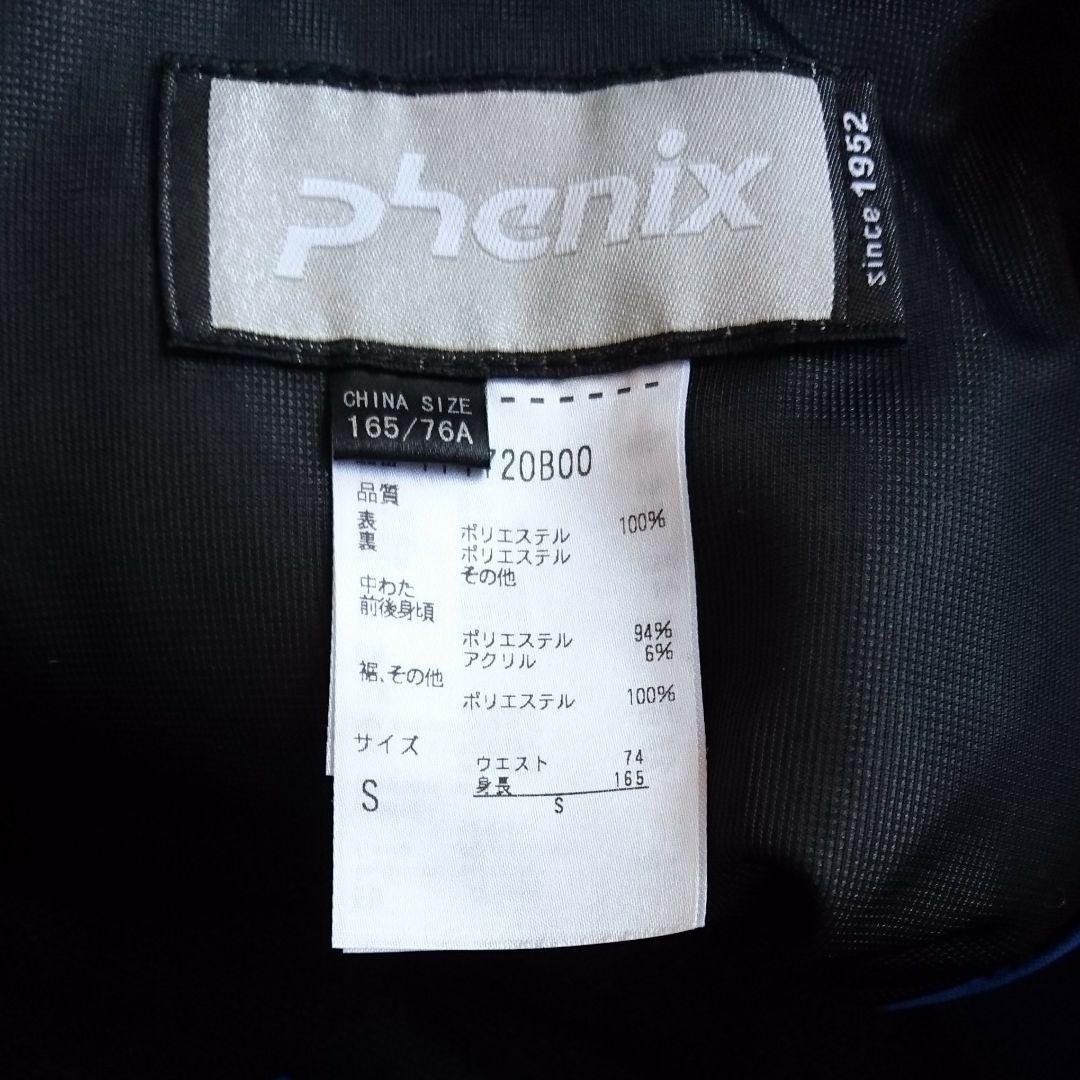 phenix
since 1952
CHINA SIZE
165/76A
720B00
品質
表 ポリエステル 100%
裏 ポリエステル
その他
中わた
前後身頃
ポリエステル 94%
アクリル 6%
裾、その他
ポリエステル 100%
サイズ
ウエスト 74
身長 165
S
S